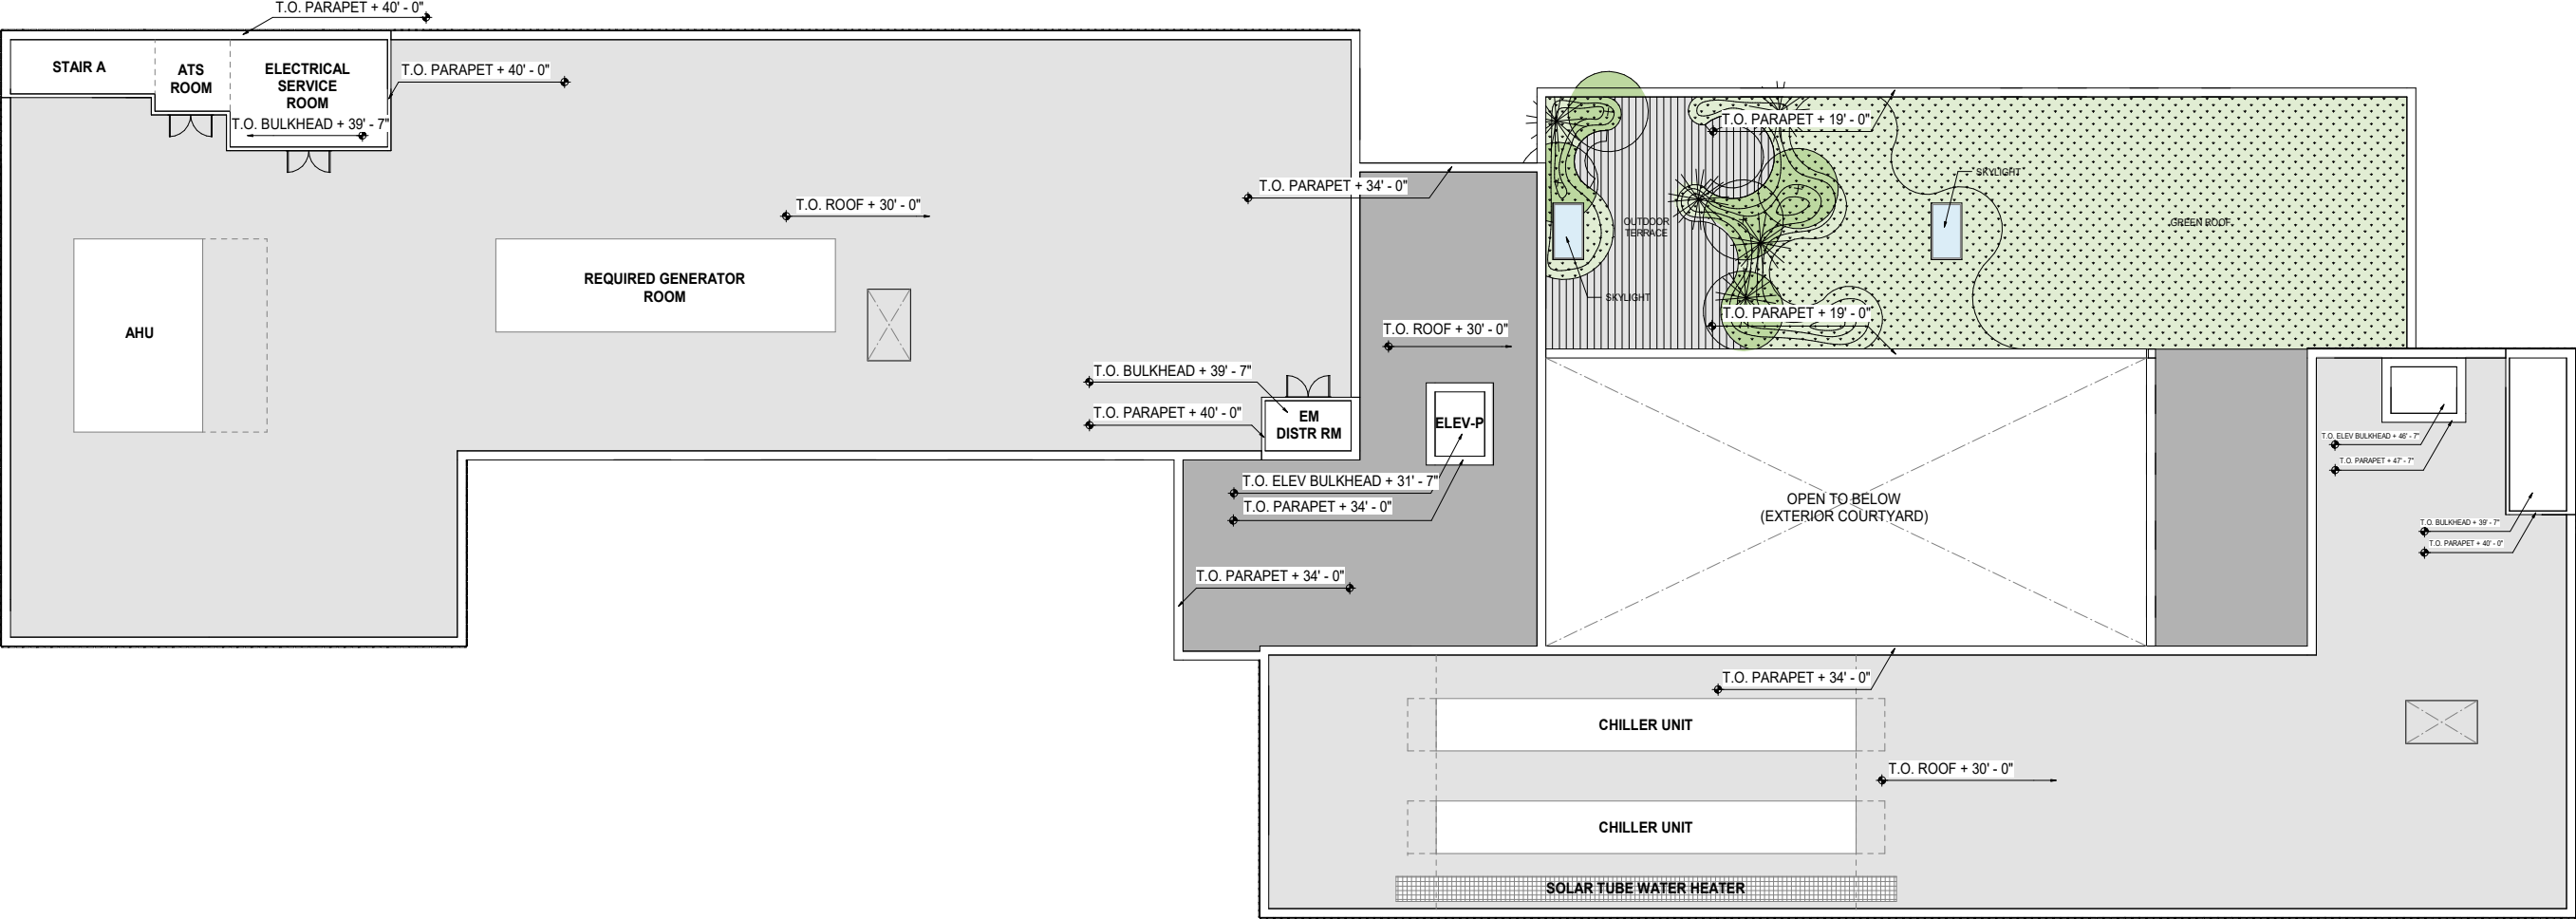 T.O. PARAPET + 40' - 0"
STAIR A
ATS
ROOM
ELECTRICAL
SERVICE
ROOM
T.O. BULKHEAD + 39' - 7"
T.O. PARAPET + 40' - 0"
T.O. PARAPET + 19' - 0"
SKYLIGHT
T.O. PARAPET + 34' - 0"
T.O. ROOF + 30' - 0"
OUTDOOR
TERRACE
GREEN ROOF
REQUIRED GENERATOR
ROOM
SKYLIGHT
T.O. PARAPET + 19' - 0"
AHU
T.O. ROOF + 30' - 0"
T.O. BULKHEAD + 39' - 7"
T.O. PARAPET + 40' - 0"
EM
DISTR RM
ELEV-P
T.O. ELEV BULKHEAD + 46' - 7"
T.O. PARAPET + 47' - 7"
T.O. ELEV BULKHEAD + 31' - 7"
T.O. PARAPET + 34' - 0"
OPEN TO BELOW
(EXTERIOR COURTYARD)
T.O. BULKHEAD + 39' - 7"
T.O. PARAPET + 40' - 0"
T.O. PARAPET + 34' - 0"
T.O. PARAPET + 34' - 0"
CHILLER UNIT
T.O. ROOF + 30' - 0"
CHILLER UNIT
SOLAR TUBE WATER HEATER